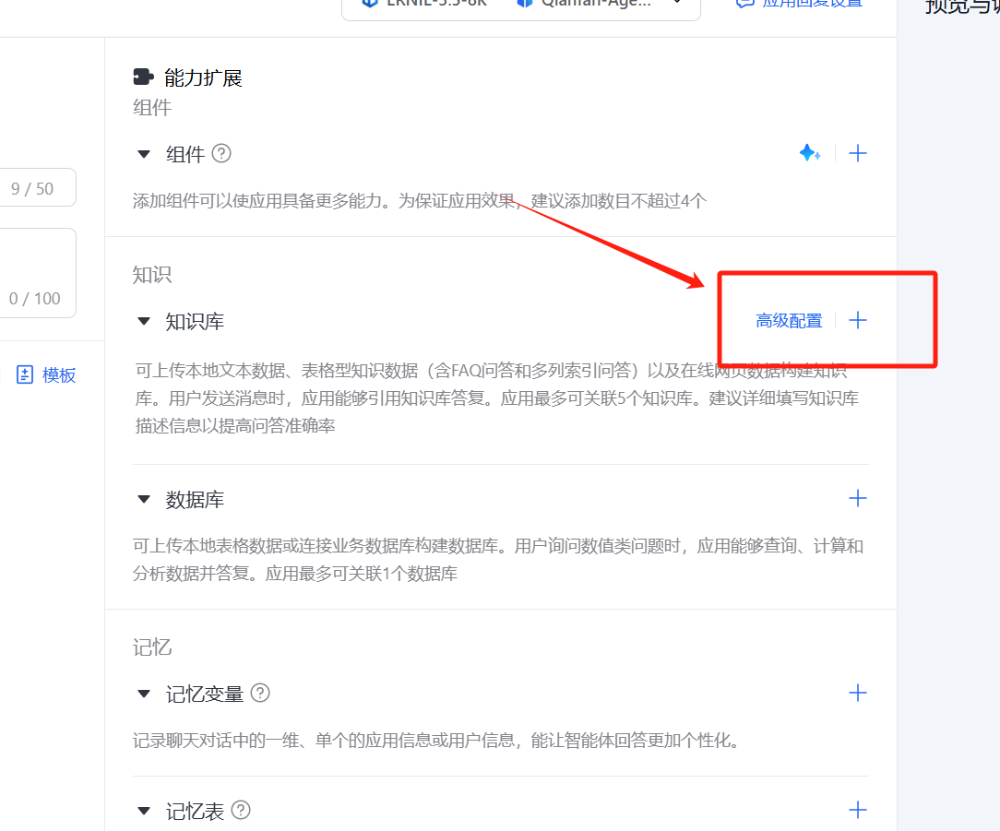 ERNIE-3.5-8K
Qianfan-Age...
应用回复设置
预览与调
能力扩展
组件
组件
9 / 50
添加组件可以使应用具备更多能力。为保证应用效果，建议添加数目不超过4个
知识
0 / 100
知识库
高级配置
模板
可上传本地文本数据、表格型知识数据（含FAQ问答和多列索引问答）以及在线网页数据构建知识
库。用户发送消息时，应用能够引用知识库答复。应用最多可关联5个知识库。建议详细填写知识库
描述信息以提高问答准确率
数据库
可上传本地表格数据或连接业务数据库构建数据库。用户询问数值类问题时，应用能够查询、计算和
分析数据并答复。应用最多可关联1个数据库
记忆
记忆变量
记录聊天对话中的一维、单个的应用信息或用户信息，能让智能体回答更加个性化。
记忆表